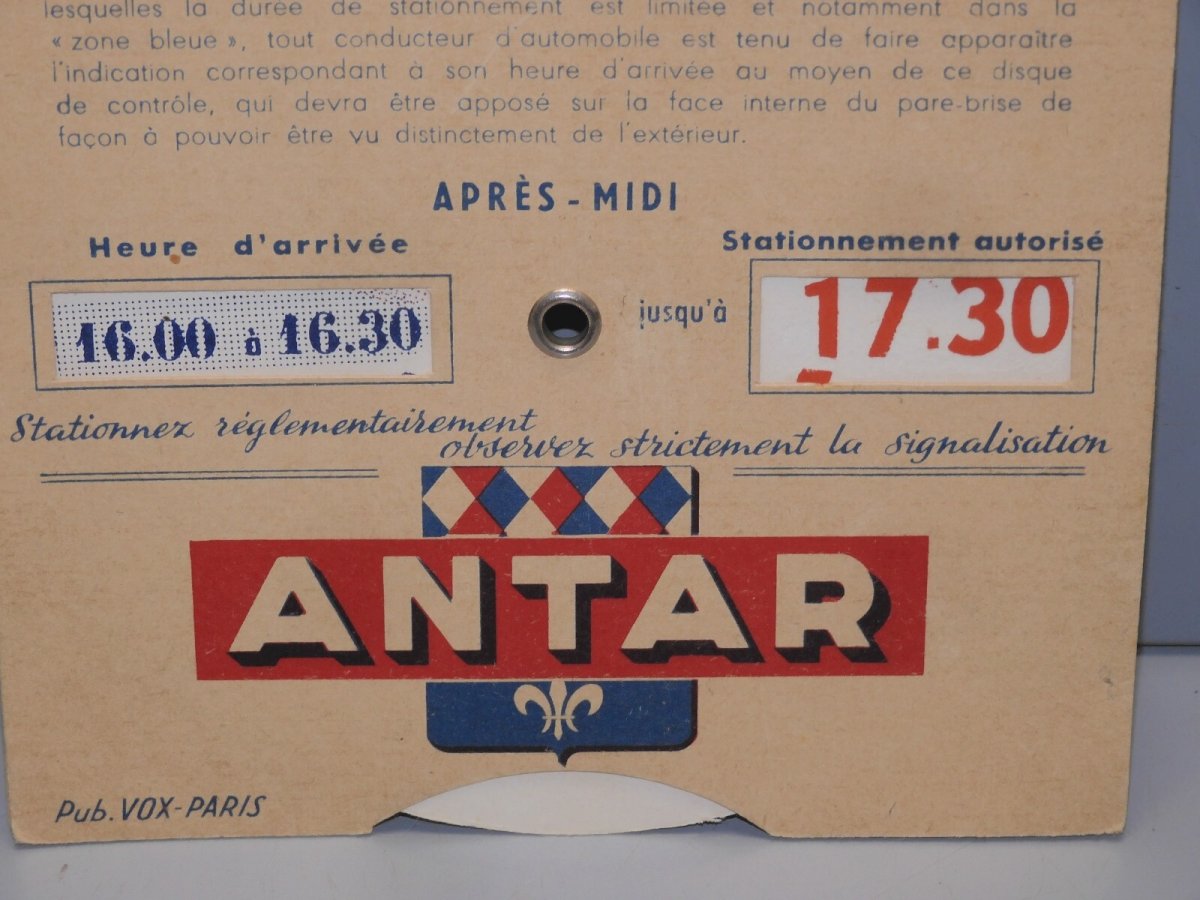 lesquelles la durée de stationnement est limitée et notamment dans la
« zone bleue », tout conducteur d'automobile est tenu de faire apparaître
l'indication correspondant à son heure d'arrivée au moyen de ce disque
de contrôle, qui devra être apposé sur la face interne du pare-brise de
façon à pouvoir être vu distinctement de l'extérieur.
APRÈS - MIDI
Heure d'arrivée
Stationnement autorisé
16.00 à 16.30
jusqu'à
17.30
Stationnez réglementairement
observez strictement la signalisation
ANTAR
Pub. VOX-PARIS